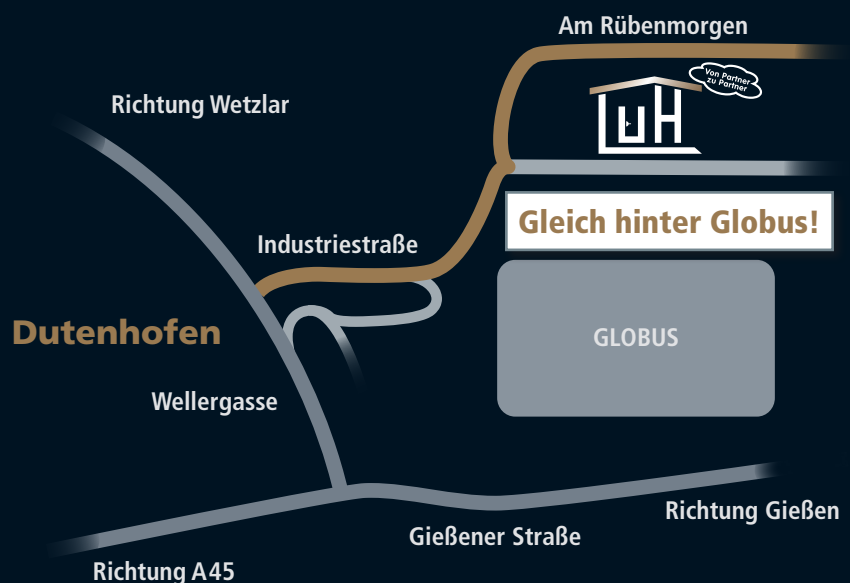 Am Rübenmorgen
Von Partner
zu Partner
Richtung Wetzlar
LUH
Gleich hinter Globus!
Industriestraße
Dutenhofen
GLOBUS
Wellergasse
Richtung Gießen
Gießener Straße
Richtung A45